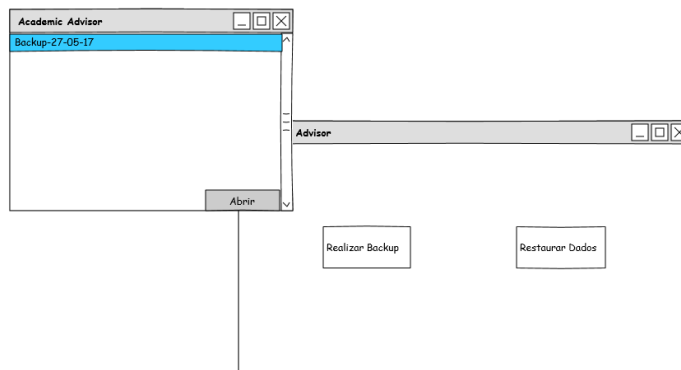 Academic Advisor
Backup-27-05-17
Advisor
Abrir
Realizar Backup
Restaurar Dados